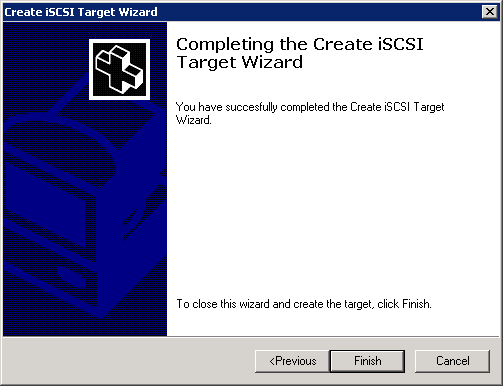 Create iSCSI Target Wizard
Completing the Create iSCSI
Target Wizard
You have succesfully completed the Create iSCSI Target
Wizard.
To close this wizard and create the target, click Finish.
<Previous
Finish
Cancel